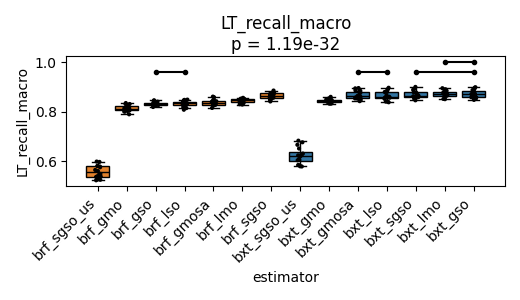 LT_recall_macro
p = 1.19e-32
LT_recall_macro
1.0
0.8
0.6
brf_sgso_us
brf_gmo
brf_gso
brf_lso
brf_gmosa
brf_lmo
brf_sgso
bxt_sgso_us
bxt_gmo
bxt_gmosa
bxt_lso
bxt_sgso
bxt_lmo
bxt_gso
estimator